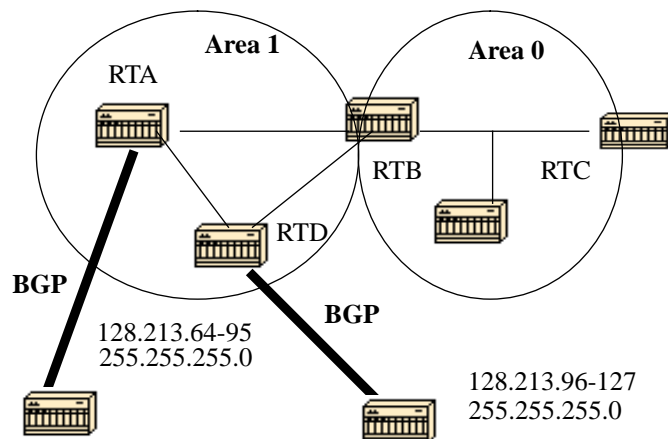 Area 1
Area 0
RTA
RTB
RTC
RTD
BGP
BGP
128.213.64-95
255.255.255.0
128.213.96-127
255.255.255.0